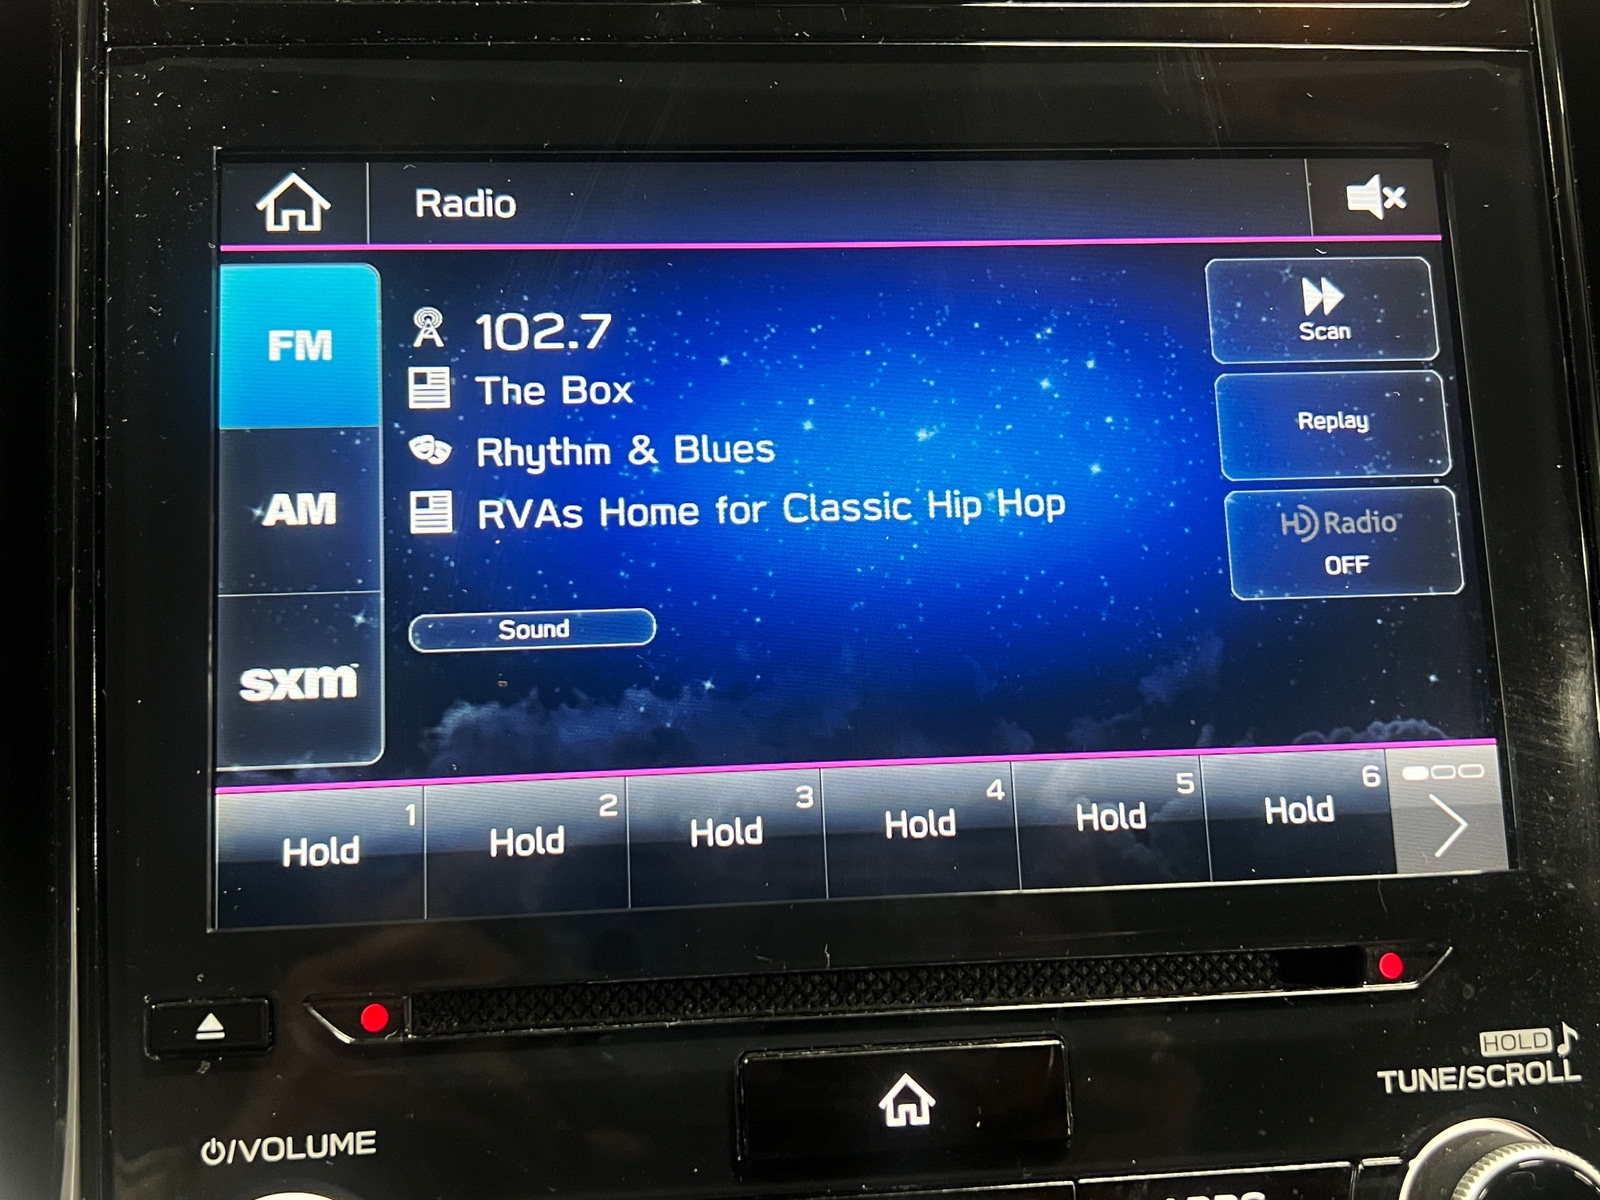 Radio
FM
AM
sxm
102.7
The Box
Rhythm & Blues
RVAs Home for Classic Hip Hop
Sound
Scan
Replay
HD Radio
OFF
1
Hold
2
Hold
3
Hold
4
Hold
5
Hold
6
Hold
HOLD
TUNE/SCROLL
/VOLUME